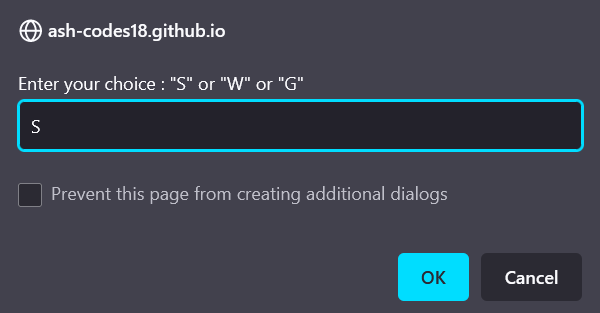 ash-codes18.github.io
Enter your choice : "S" or "W" or "G"
S
Prevent this page from creating additional dialogs
OK Cancel